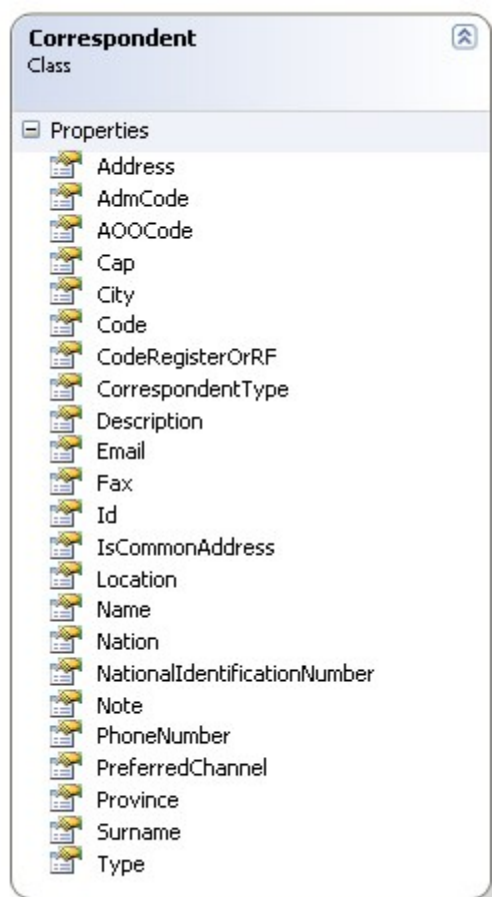 Correspondent
Class
Properties
Address
AdmCode
AOOCode
Cap
City
Code
CodeRegisterOrRF
CorrespondentType
Description
Email
Fax
Id
IsCommonAddress
Location
Name
Nation
NationalIdentificationNumber
Note
PhoneNumber
PreferredChannel
Province
Surname
Type